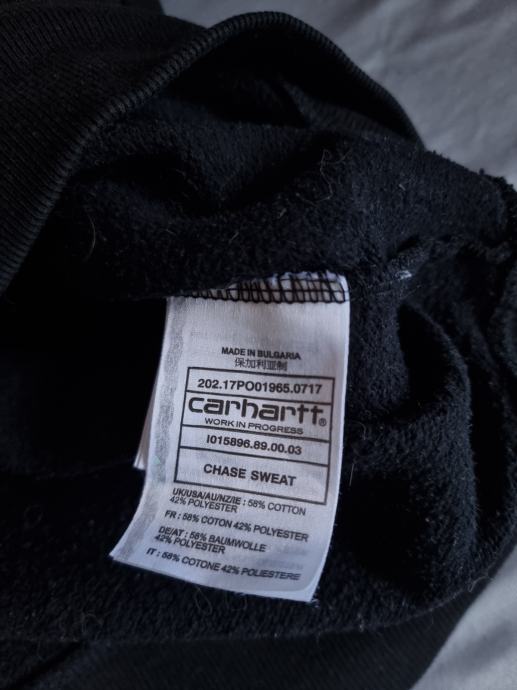 MADE IN BULGARIA
保加利亚制
202.17PO01965.0717
carhartt®
WORK IN PROGRESS
I015896.89.00.03
CHASE SWEAT
UK/USA/AU/NZ/IE : 58% COTTON
42% POLYESTER
FR : 58% COTON 42% POLYESTER
DE/AT : 58% BAUMWOLLE
42% POLYESTER
IT : 58% COTONE 42% POLIESTERE